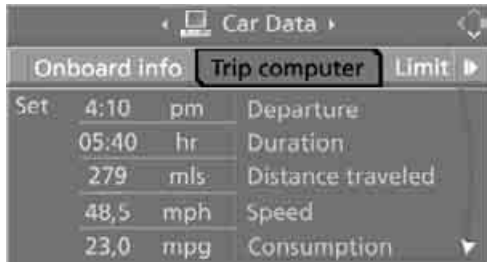 Car Data
Onboard info Trip computer Limit
Set 4:10 pm Departure
05:40 hr Duration
279 mls Distance traveled
48,5 mph Speed
23,0 mpg Consumption